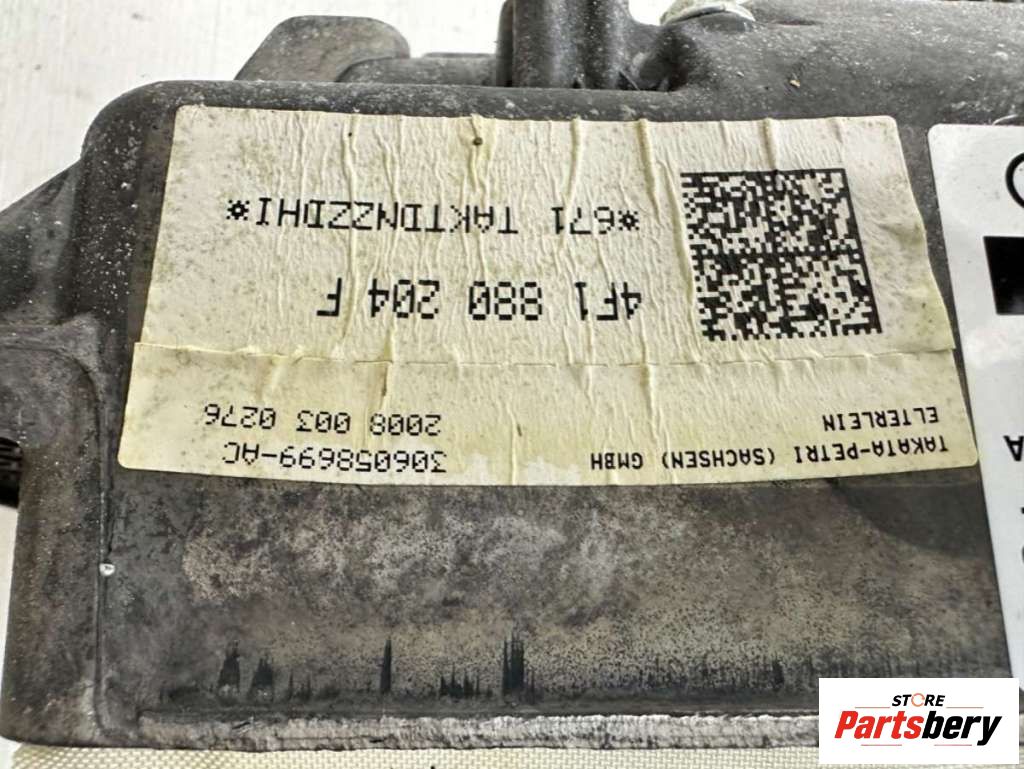 TAKATA-PETRI (SACHSEN) GMBH 306058699-AC
ELTERLEIN 2008 003 0276
4F1 880 204 F
*671 TAKTDNZZDHI*
A
STORE
Partsbery